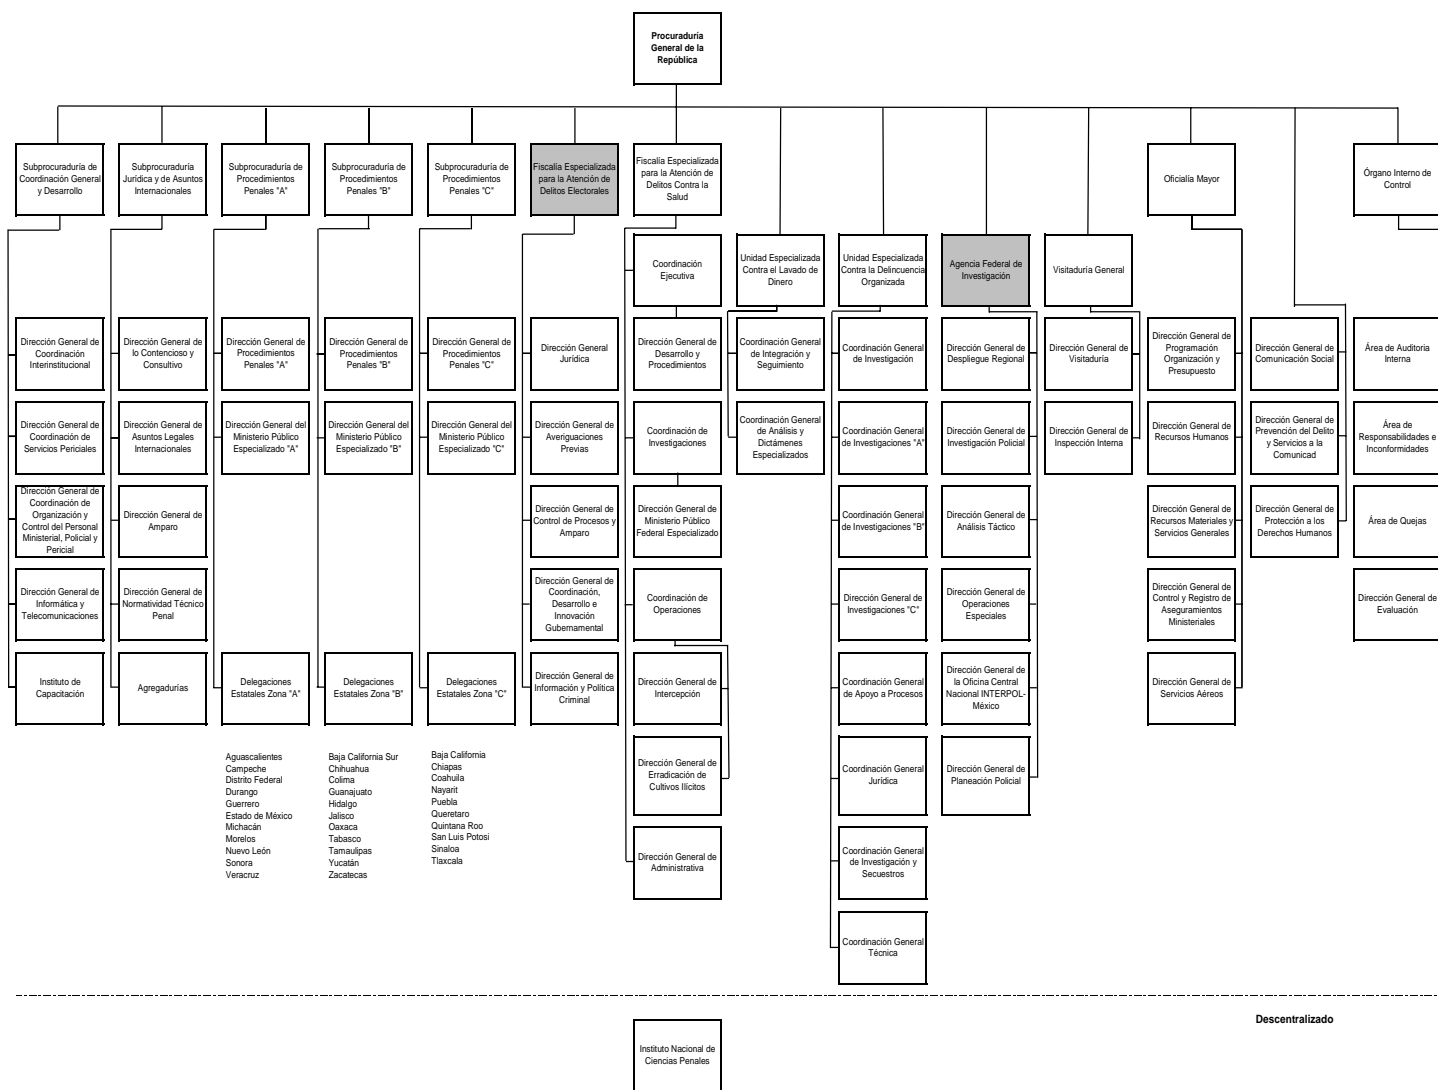 Procuraduría
General de la
República
Subprocuraduría de
Coordinación General
y Desarrollo
Subprocuraduría
Jurídica y de Asuntos
Internacionales
Subprocuraduría de
Procedimientos
Penales "A"
Subprocuraduría de
Procedimientos
Penales "B"
Subprocuraduría de
Procedimientos
Penales "C"
Fiscalía Especializada
para la Atención de
Delitos Electorales
Fiscalía Especializada
para la Atención de
Delitos Contra la
Salud
Oficialía Mayor
Órgano Interno de
Control
Coordinación
Ejecutiva
Unidad Especializada
Contra el Lavado de
Dinero
Unidad Especializada
Contra la Delincuencia
Organizada
Agencia Federal de
Investigación
Visitaduría General
Dirección General de
Coordinación
Interinstitucional
Dirección General de
lo Contencioso y
Consultivo
Dirección General de
Procedimientos
Penales "A"
Dirección General de
Procedimientos
Penales "B"
Dirección General de
Procedimientos
Penales "C"
Dirección General
Jurídica
Dirección General de
Desarrollo y
Procedimientos
Coordinación General
de Integración y
Seguimiento
Coordinación General
de Investigación
Dirección General de
Despliegue Regional
Dirección General de
Visitaduría
Dirección General de
Programación
Organización y
Presupuesto
Dirección General de
Comunicación Social
Área de Auditoria
Interna
Dirección General de
Coordinación de
Servicios Periciales
Dirección General de
Asuntos Legales
Internacionales
Dirección General del
Ministerio Público
Especializado "A"
Dirección General del
Ministerio Público
Especializado "B"
Dirección General del
Ministerio Público
Especializado "C"
Dirección General de
Averiguaciones
Previas
Coordinación de
Investigaciones
Coordinación General
de Análisis y
Dictámenes
Especializados
Coordinación General
de Investigaciones "A"
Dirección General de
Investigación Policial
Dirección General de
Inspección Interna
Dirección General de
Recursos Humanos
Dirección General de
Prevención del Delito
y Servicios a la
Comunicad
Área de
Responsabilidades e
Inconformidades
Dirección General de
Coordinación de
Organización y
Control del Personal
Ministerial, Policial y
Pericial
Dirección General de
Amparo
Dirección General de
Control de Procesos y
Amparo
Dirección General de
Ministerio Público
Federal Especializado
Coordinación General
de Investigaciones "B"
Dirección General de
Análisis Táctico
Dirección General de
Recursos Materiales y
Servicios Generales
Dirección General de
Protección a los
Derechos Humanos
Área de Quejas
Dirección General de
Informática y
Telecomunicaciones
Dirección General de
Normatividad Técnico
Penal
Dirección General de
Coordinación,
Desarrollo e
Innovación
Gubernamental
Coordinación de
Operaciones
Dirección General de
Investigaciones "C"
Dirección General de
Operaciones
Especiales
Dirección General de
Control y Registro de
Aseguramientos
Ministeriales
Dirección General de
Evaluación
Instituto de
Capacitación
Agregadurías
Delegaciones
Estatales Zona "A"
Delegaciones
Estatales Zona "B"
Delegaciones
Estatales Zona "C"
Dirección General de
Información y Política
Criminal
Dirección General de
Intercepción
Coordinación General
de Apoyo a Procesos
Dirección General de
la Oficina Central
Nacional INTERPOL-
México
Dirección General de
Servicios Aéreos
Aguascalientes
Campeche
Distrito Federal
Durango
Guerrero
Estado de México
Michacán
Morelos
Nuevo León
Sonora
Veracruz
Baja California Sur
Chihuahua
Colima
Guanajuato
Hidalgo
Jalisco
Oaxaca
Tabasco
Tamaulipas
Yucatán
Zacatecas
Baja California
Chiapas
Coahuila
Nayarit
Puebla
Queretaro
Quintana Roo
San Luis Potosi
Sinaloa
Tlaxcala
Dirección General de
Erradicación de
Cultivos Ilícitos
Coordinación General
Jurídica
Dirección General de
Planeación Policial
Dirección General de
Administrativa
Coordinación General
de Investigación y
Secuestros
Coordinación General
Técnica
Descentralizado
Instituto Nacional de
Ciencias Penales